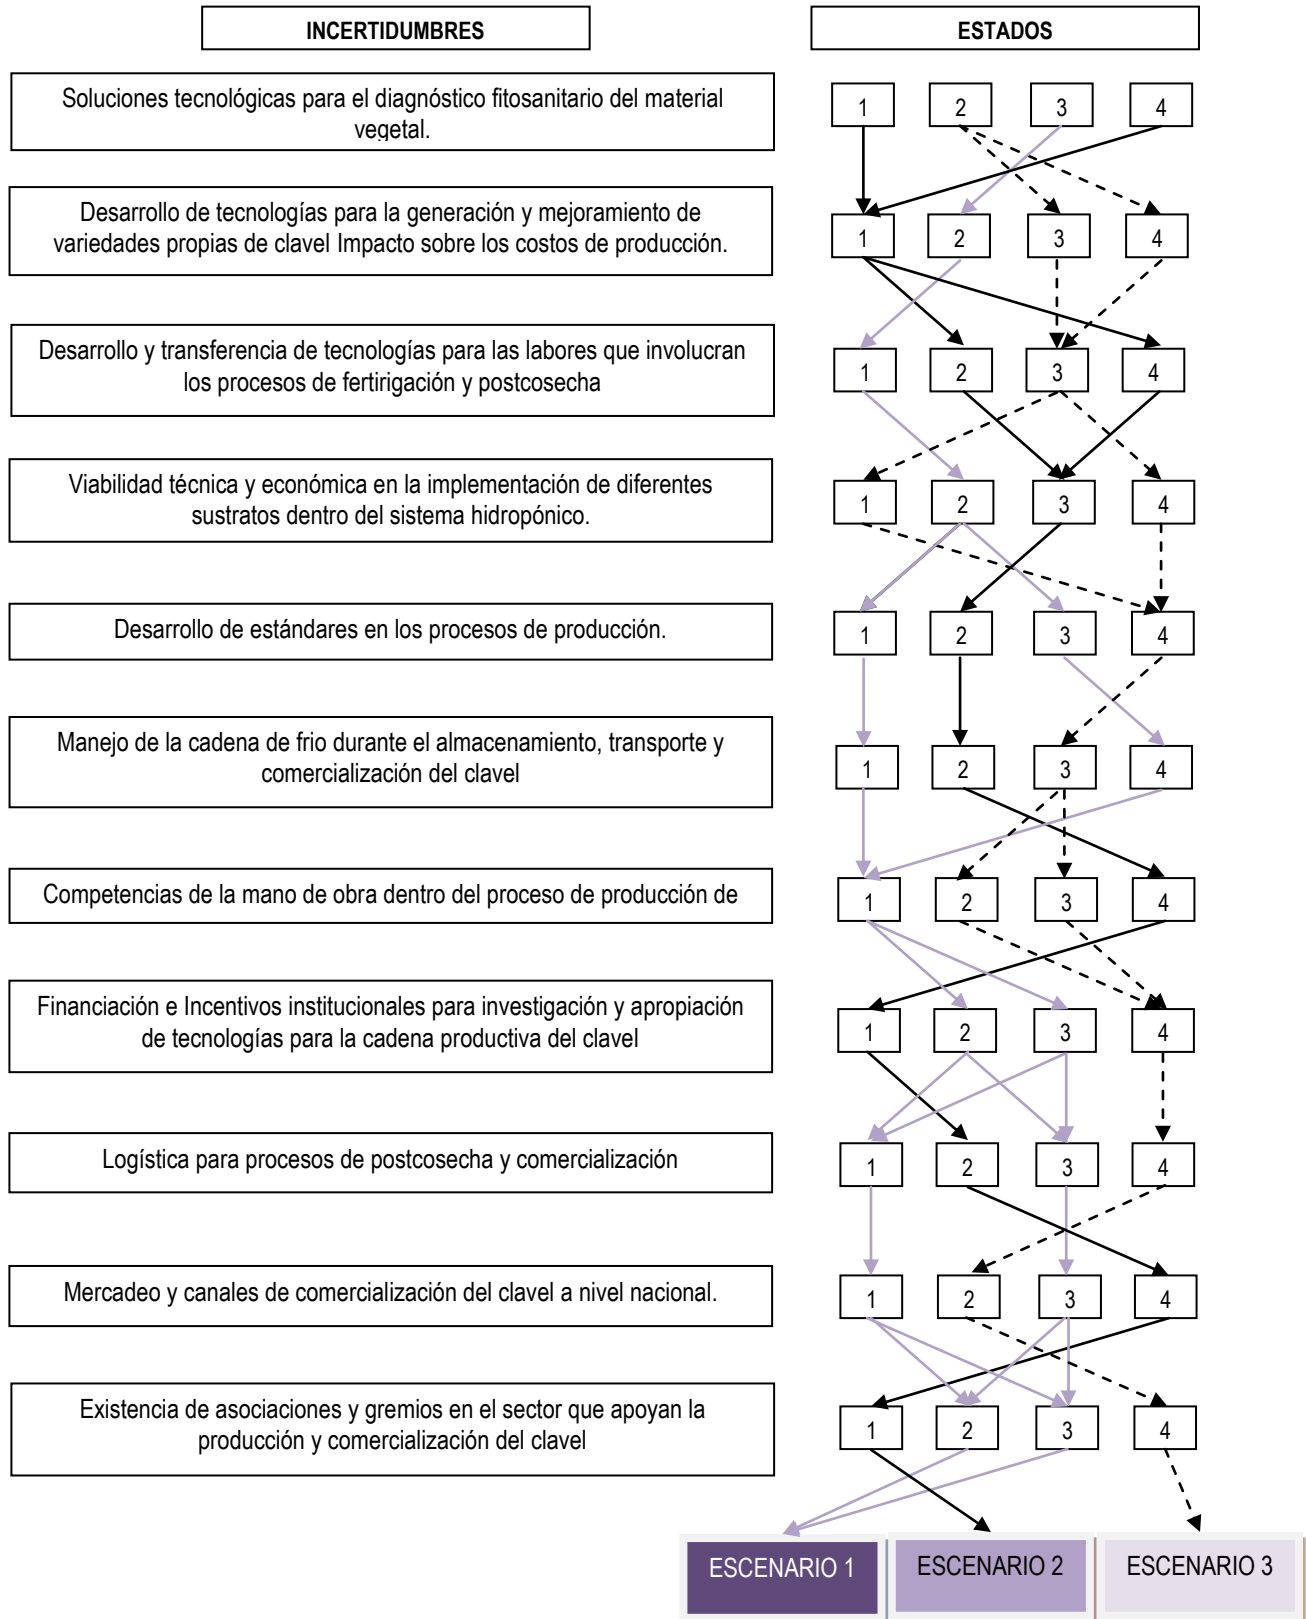 INCERTIDUMBRES
ESTADOS
Soluciones tecnológicas para el diagnóstico fitosanitario del material
vegetal.
1 2 3 4
Desarrollo de tecnologías para la generación y mejoramiento de
variedades propias de clavel Impacto sobre los costos de producción.
1 2 3 4
Desarrollo y transferencia de tecnologías para las labores que involucran
los procesos de fertirigación y postcosecha
1 2 3 4
Viabilidad técnica y económica en la implementación de diferentes
sustratos dentro del sistema hidropónico.
1 2 3 4
Desarrollo de estándares en los procesos de producción.
1 2 3 4
Manejo de la cadena de frio durante el almacenamiento, transporte y
comercialización del clavel
1 2 3 4
Competencias de la mano de obra dentro del proceso de producción de
1 2 3 4
Financiación e Incentivos institucionales para investigación y apropiación
de tecnologías para la cadena productiva del clavel
1 2 3 4
Logística para procesos de postcosecha y comercialización
1 2 3 4
Mercadeo y canales de comercialización del clavel a nivel nacional.
1 2 3 4
Existencia de asociaciones y gremios en el sector que apoyan la
producción y comercialización del clavel
1 2 3 4
ESCENARIO 1
ESCENARIO 2
ESCENARIO 3